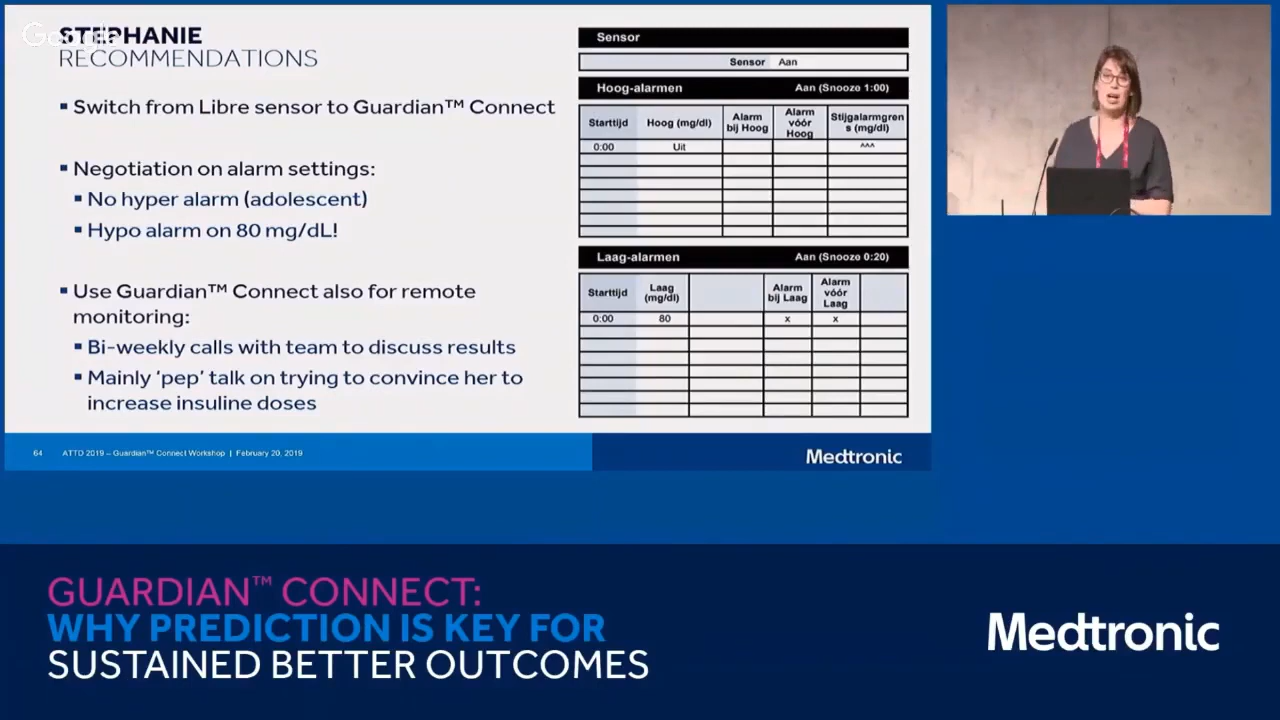 Google
STEPHANIE
RECOMMENDATIONS
▪ Switch from Libre sensor to Guardian™ Connect
▪ Negotiation on alarm settings:
▪ No hyper alarm (adolescent)
▪ Hypo alarm on 80 mg/dL!
▪ Use Guardian™ Connect also for remote
monitoring:
▪ Bi-weekly calls with team to discuss results
▪ Mainly ‘pep’ talk on trying to convince her to
increase insuline doses
Sensor
Sensor Aan
Hoog-alarmen Aan (Snooze 1:00)
Starttijd Hoog (mg/dl) Alarm bij Hoog Alarm vóór Hoog Stijgalarmgrens (mg/dl)
0:00 Uit ^^^
Laag-alarmen Aan (Snooze 0:20)
Starttijd Laag (mg/dl) Alarm bij Laag Alarm vóór Laag
0:00 80 x x
64 ATTD 2019 – Guardian™ Connect Workshop | February 20, 2019
Medtronic
GUARDIAN™ CONNECT:
WHY PREDICTION IS KEY FOR
SUSTAINED BETTER OUTCOMES
Medtronic